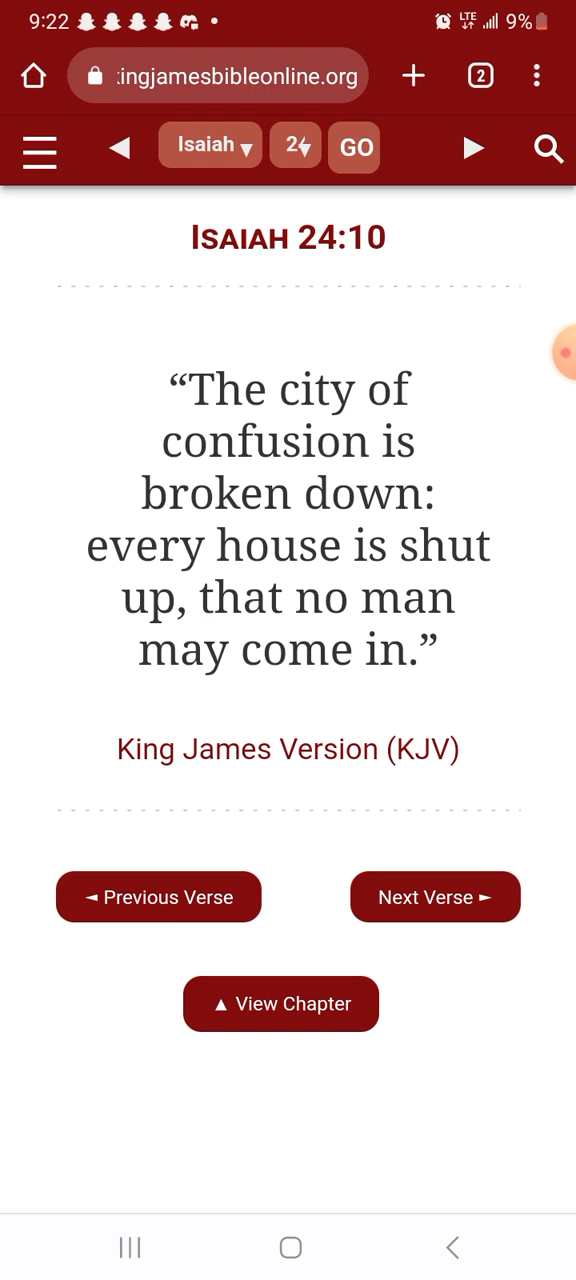 9:22 LTE 9%
:ingjamesbibleonline.org 2
Isaiah ▼ GO
ISAIAH 24:10
“The city of
confusion is
broken down:
every house is shut
up, that no man
may come in.”
King James Version (KJV)
◄ Previous Verse Next Verse ►
▲ View Chapter